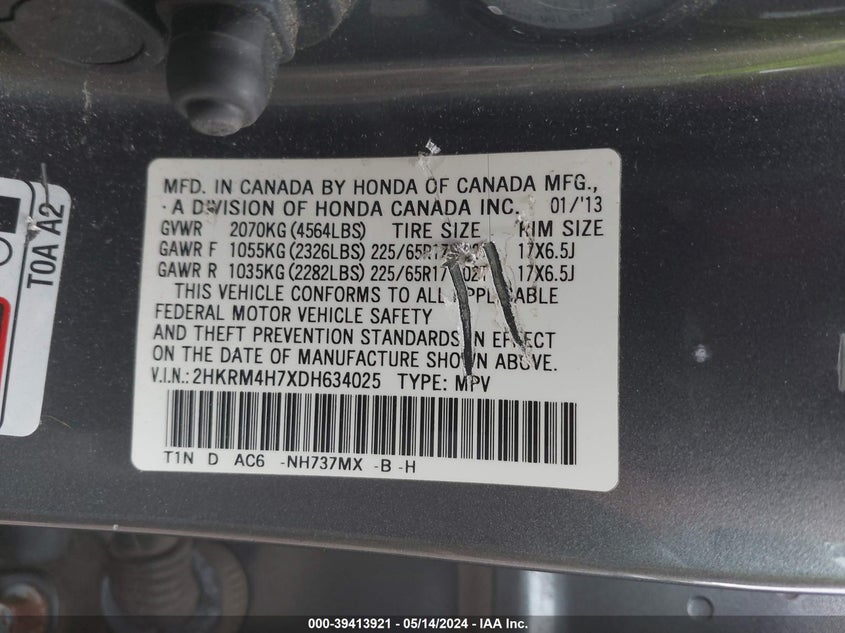 MFD. IN CANADA BY HONDA OF CANADA MFG.,
A DIVISION OF HONDA CANADA INC. 01/'13
GVWR 2070KG (4564LBS) TIRE SIZE RIM SIZE
GAWR F 1055KG (2326LBS) 225/65R17 17X6.5J
GAWR R 1035KG (2282LBS) 225/65R17 102T 17X6.5J
THIS VEHICLE CONFORMS TO ALL APPLICABLE
FEDERAL MOTOR VEHICLE SAFETY
AND THEFT PREVENTION STANDARDS IN EFFECT
ON THE DATE OF MANUFACTURE SHOWN ABOVE.
V.I.N.: 2HKRM4H7XDH634025 TYPE: MPV
T1N D AC6 -NH737MX -B -H
T0A A2
000-39413921 - 05/14/2024 - IAA Inc.